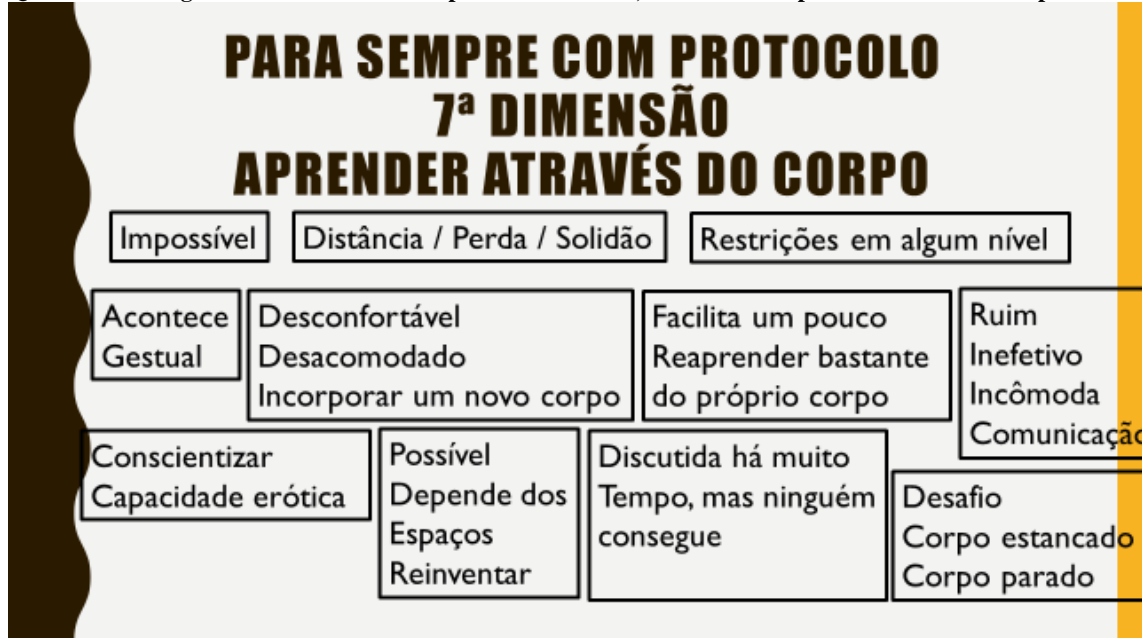 PARA SEMPRE COM PROTOCOLO
7ª DIMENSÃO
APRENDER ATRAVÉS DO CORPO
Impossível
Distância / Perda / Solidão
Restrições em algum nível
Acontece
Gestual
Desconfortável
Desacomodado
Incorporar um novo corpo
Facilita um pouco
Reaprender bastante
do próprio corpo
Ruim
Inefetivo
Incômoda
Comunicação
Conscientizar
Capacidade erótica
Possível
Depende dos
Espaços
Reinventar
Discutida há muito
Tempo, mas ninguém
consegue
Desafio
Corpo estancado
Corpo parado